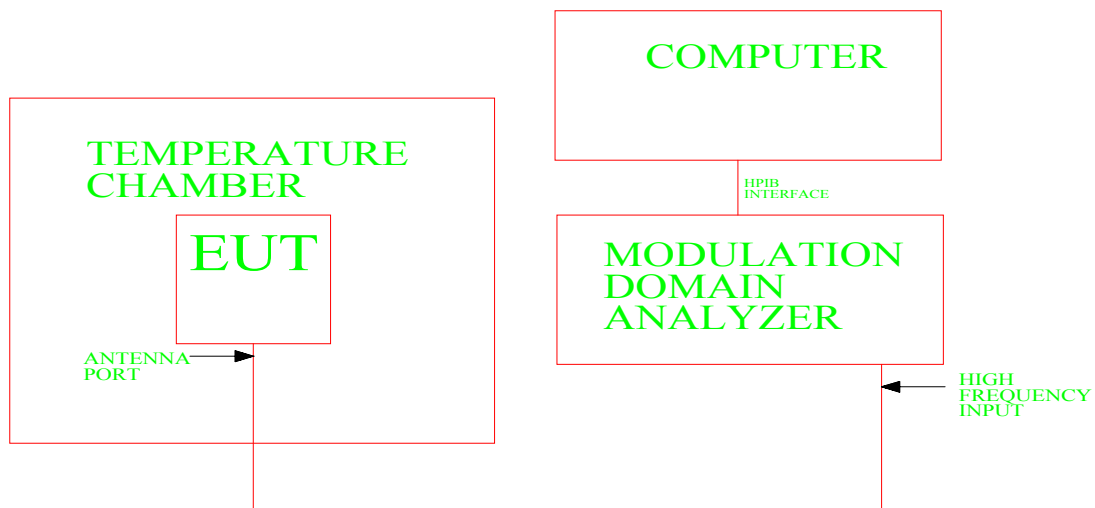 COMPUTER
TEMPERATURE
CHAMBER
HPIB
INTERFACE
EUT
MODULATION
DOMAIN
ANALYZER
ANTENNA
PORT
HIGH
FREQUENCY
INPUT